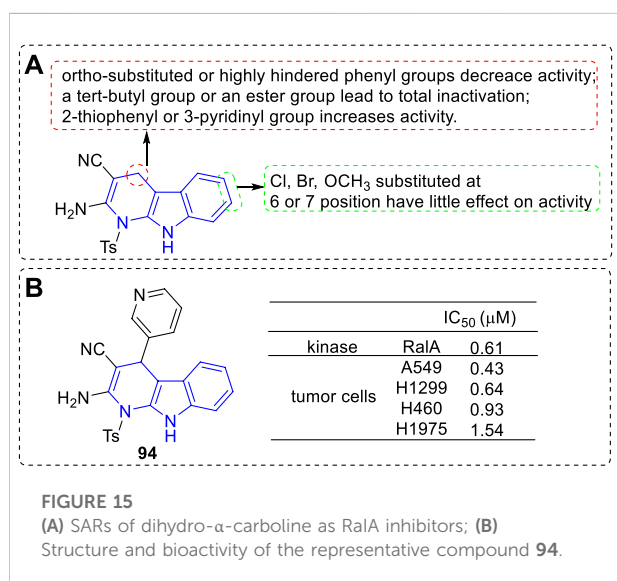 A
ortho-substituted or highly hindered phenyl groups decreace activity;
a tert-butyl group or an ester group lead to total inactivation;
2-thiophenyl or 3-pyridinyl group increases activity.
NC
H₂N
N
Ts
N
H
Cl, Br, OCH₃ substituted at
6 or 7 position have little effect on activity
B
N
NC
H₂N
N
Ts
N
H
94
IC₅₀ (μM)
kinase RalA 0.61
tumor cells
A549 0.43
H1299 0.64
H460 0.93
H1975 1.54
FIGURE 15
(A) SARs of dihydro-α-carboline as RalA inhibitors; (B)
Structure and bioactivity of the representative compound 94.